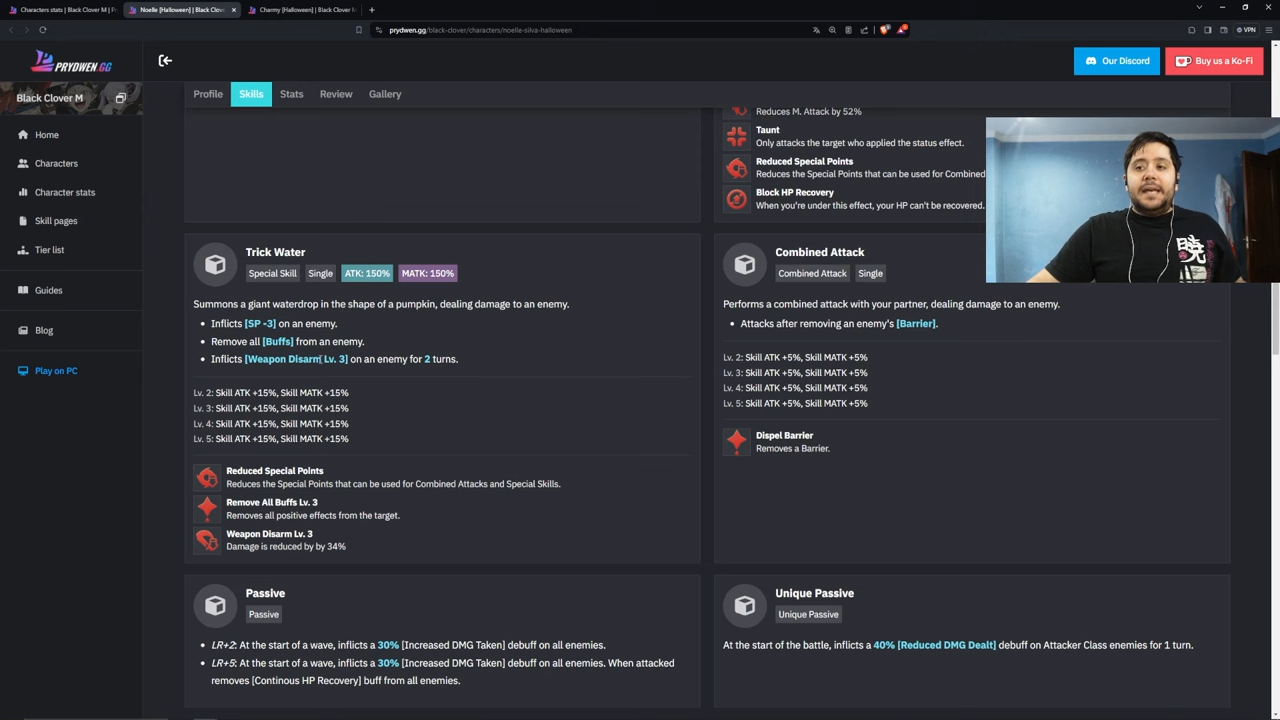 Characters stats | Black Clover M | P
Noelle [Halloween] | Black Clov
Charmy [Halloween] | Black Clover M
prydwen.gg/black-clover/characters/noelle-silva-halloween
VPN
PRYDWEN.GG
Our Discord
Buy us a Ko-Fi
Black Clover M
Profile
Skills
Stats
Review
Gallery
Home
Characters
Character stats
Skill pages
Tier list
Guides
Blog
Play on PC
Reduces M. Attack by 52%
Taunt
Only attacks the target who applied the status effect.
Reduced Special Points
Reduces the Special Points that can be used for Combined
Block HP Recovery
When you're under this effect, your HP can't be recovered.
Trick Water
Special Skill
Single
ATK: 150%
MATK: 150%
Summons a giant waterdrop in the shape of a pumpkin, dealing damage to an enemy.
• Inflicts [SP -3] on an enemy.
• Remove all [Buffs] from an enemy.
• Inflicts [Weapon Disarm Lv. 3] on an enemy for 2 turns.
Lv. 2: Skill ATK +15%, Skill MATK +15%
Lv. 3: Skill ATK +15%, Skill MATK +15%
Lv. 4: Skill ATK +15%, Skill MATK +15%
Lv. 5: Skill ATK +15%, Skill MATK +15%
Reduced Special Points
Reduces the Special Points that can be used for Combined Attacks and Special Skills.
Remove All Buffs Lv. 3
Removes all positive effects from the target.
Weapon Disarm Lv. 3
Damage is reduced by by 34%
Combined Attack
Combined Attack
Single
Performs a combined attack with your partner, dealing damage to an enemy.
• Attacks after removing an enemy's [Barrier].
Lv. 2: Skill ATK +5%, Skill MATK +5%
Lv. 3: Skill ATK +5%, Skill MATK +5%
Lv. 4: Skill ATK +5%, Skill MATK +5%
Lv. 5: Skill ATK +5%, Skill MATK +5%
Dispel Barrier
Removes a Barrier.
Passive
Passive
• LR+2: At the start of a wave, inflicts a 30% [Increased DMG Taken] debuff on all enemies.
• LR+5: At the start of a wave, inflicts a 30% [Increased DMG Taken] debuff on all enemies. When attacked
removes [Continous HP Recovery] buff from all enemies.
Unique Passive
Unique Passive
At the start of the battle, inflicts a 40% [Reduced DMG Dealt] debuff on Attacker Class enemies for 1 turn.
暁